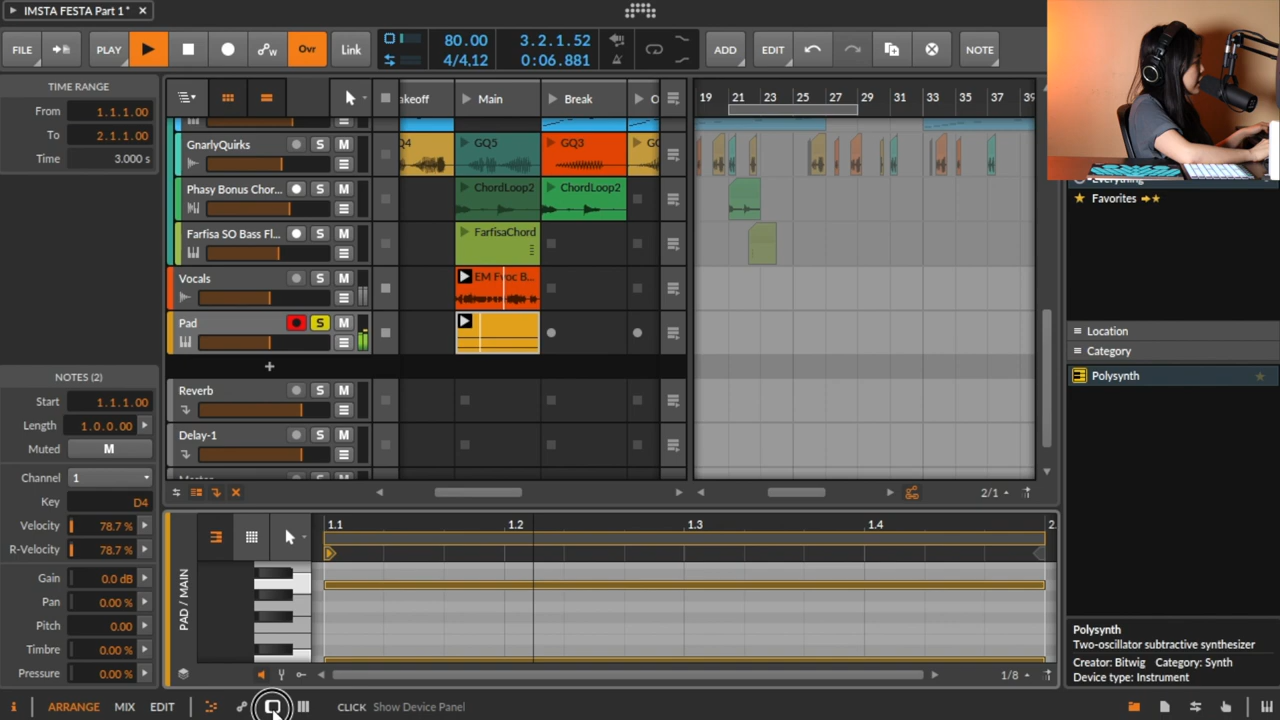 IMSTA FESTA Part 1 *
FILE
PLAY
Ovr
Link
80.00
4/4,12
3.2.1.52
0:06.881
ADD
EDIT
NOTE
TIME RANGE
From 1.1.1.00
To 2.1.1.00
Time 3.000 s
akeoff
Main
Break
19 21 23 25 27 29 31 33 35 37 39
GnarlyQuirks S M
Q4 GQ5 GQ3
Phasy Bonus Chor... S M
ChordLoop2 ChordLoop2
Farfisa SO Bass Fl... S M
FarfisaChord
Vocals S M
Pad S M
Reverb S M
Delay-1 S M
Everything
Favorites
Location
Category
Polysynth
NOTES (2)
Start 1.1.1.00
Length 1.0.0.00
Muted M
Channel 1
Key D4
Velocity 78.7 %
R-Velocity 78.7 %
Gain 0.0 dB
Pan 0.00 %
Pitch 0.00
Timbre 0.00 %
Pressure 0.00 %
2/1
1.1 1.2 1.3 1.4 2.
PAD / MAIN
1/8
Polysynth
Two-oscillator subtractive synthesizer
Creator: Bitwig Category: Synth
Device type: Instrument
ARRANGE MIX EDIT
CLICK Show Device Panel